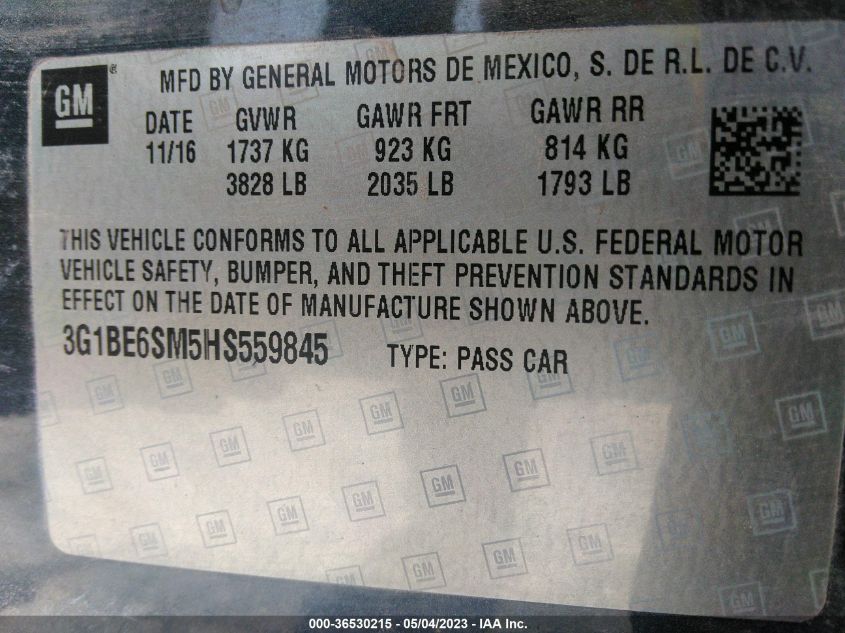 GM ® MFD BY GENERAL MOTORS DE MEXICO, S. DE R.L. DE C.V.
DATE GVWR GAWR FRT GAWR RR
11/16 1737 KG 923 KG 814 KG
3828 LB 2035 LB 1793 LB
THIS VEHICLE CONFORMS TO ALL APPLICABLE U.S. FEDERAL MOTOR
VEHICLE SAFETY, BUMPER, AND THEFT PREVENTION STANDARDS IN
EFFECT ON THE DATE OF MANUFACTURE SHOWN ABOVE.
3G1BE6SM5HS559845 TYPE: PASS CAR
000-36530215 - 05/04/2023 - IAA Inc.